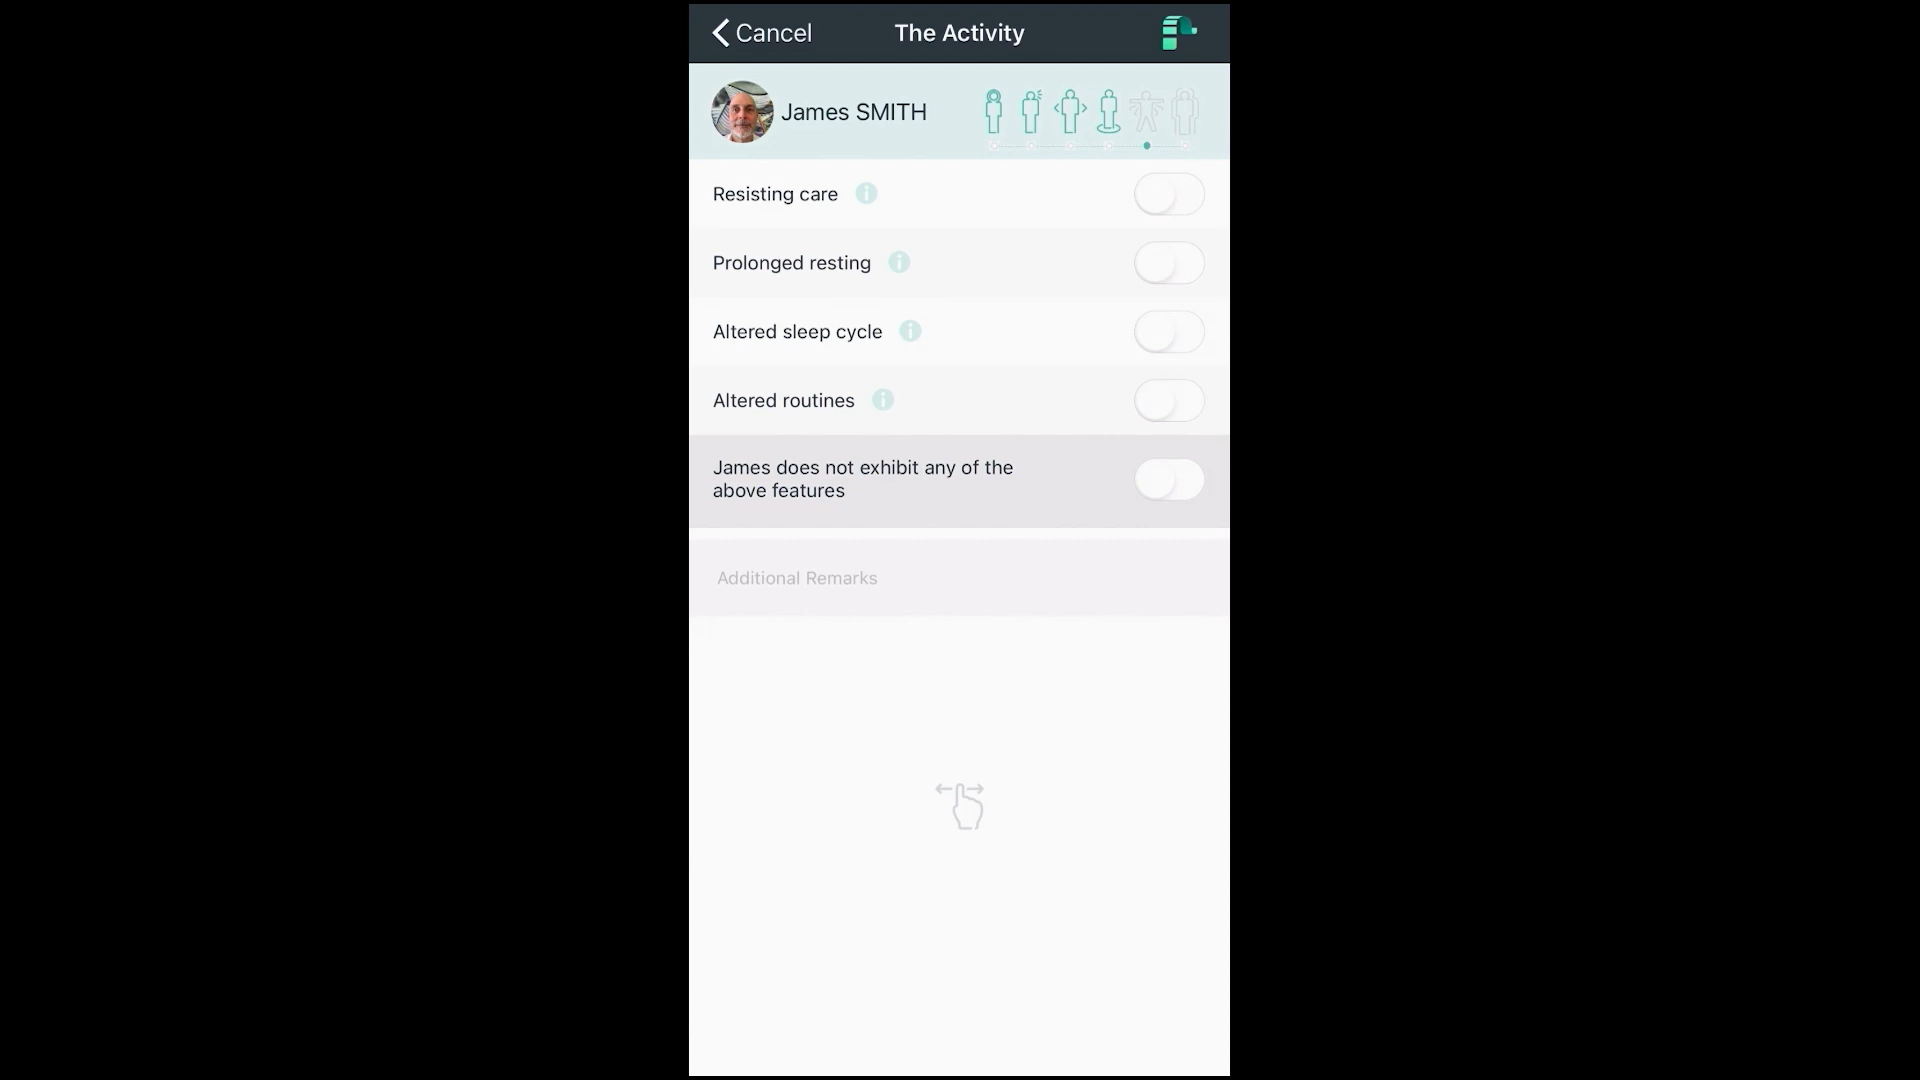 Cancel
The Activity
James SMITH
Resisting care
Prolonged resting
Altered sleep cycle
Altered routines
James does not exhibit any of the
above features
Additional Remarks